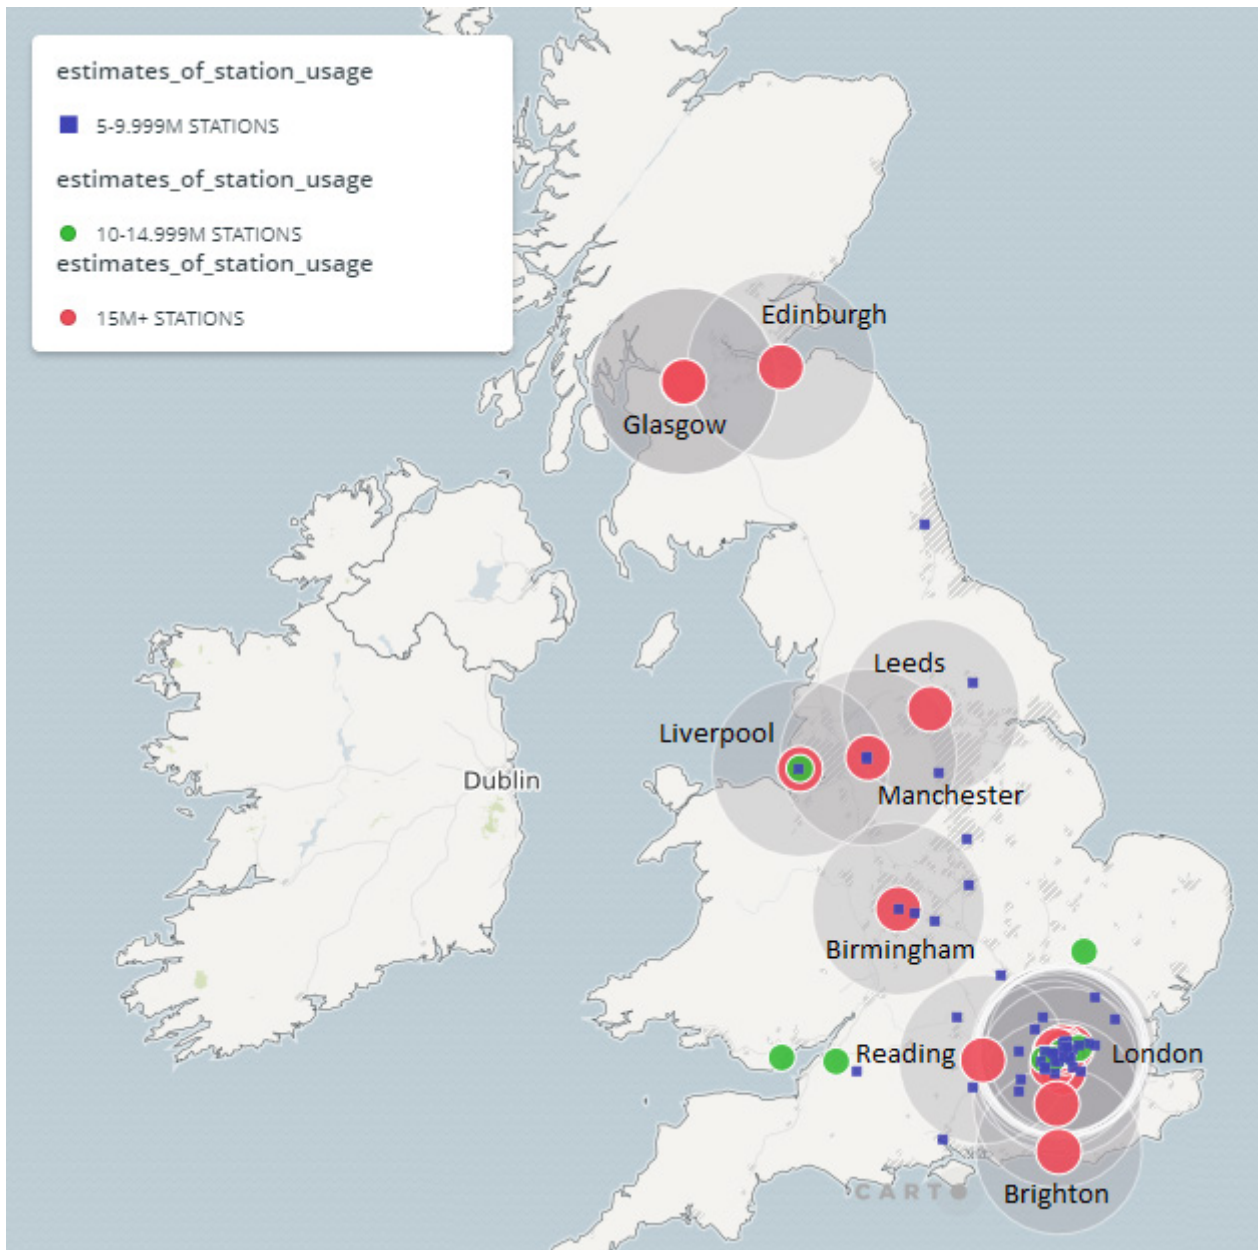 estimates_of_station_usage
5-9.999M STATIONS
estimates_of_station_usage
10-14.999M STATIONS
estimates_of_station_usage
15M+ STATIONS
Edinburgh
Glasgow
Leeds
Liverpool
Dublin
Manchester
Birmingham
Reading
London
Brighton
CARTO